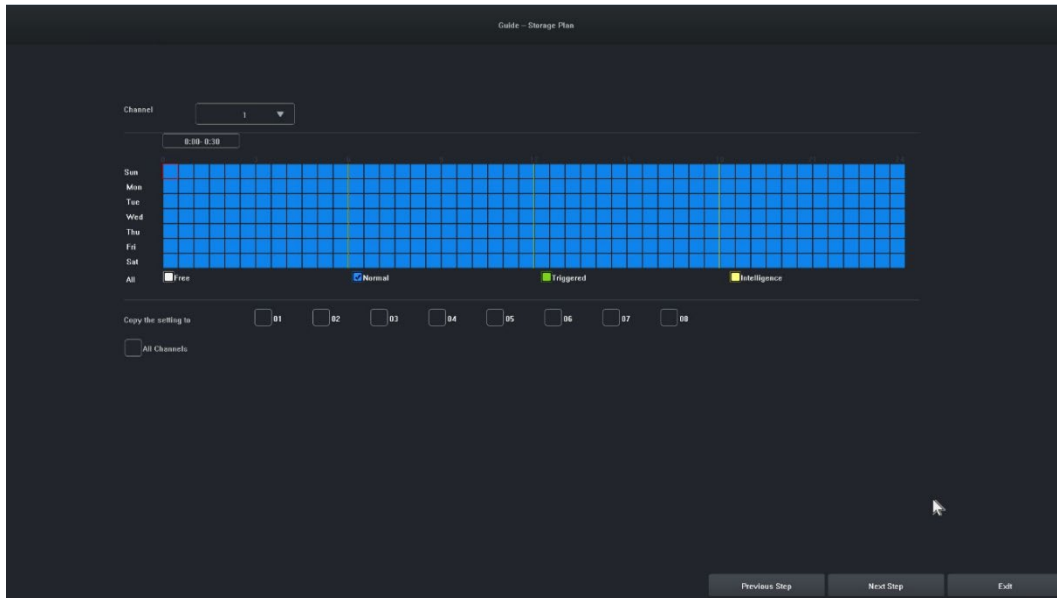 Guide – Storage Plan
Channel 1
0:00- 0:30
Sun
Mon
Tue
Wed
Thu
Fri
Sat
All Free Normal Triggered Intelligence
Copy the setting to 01 02 03 04 05 06 07 08
All Channels
Previous Step Next Step Exit